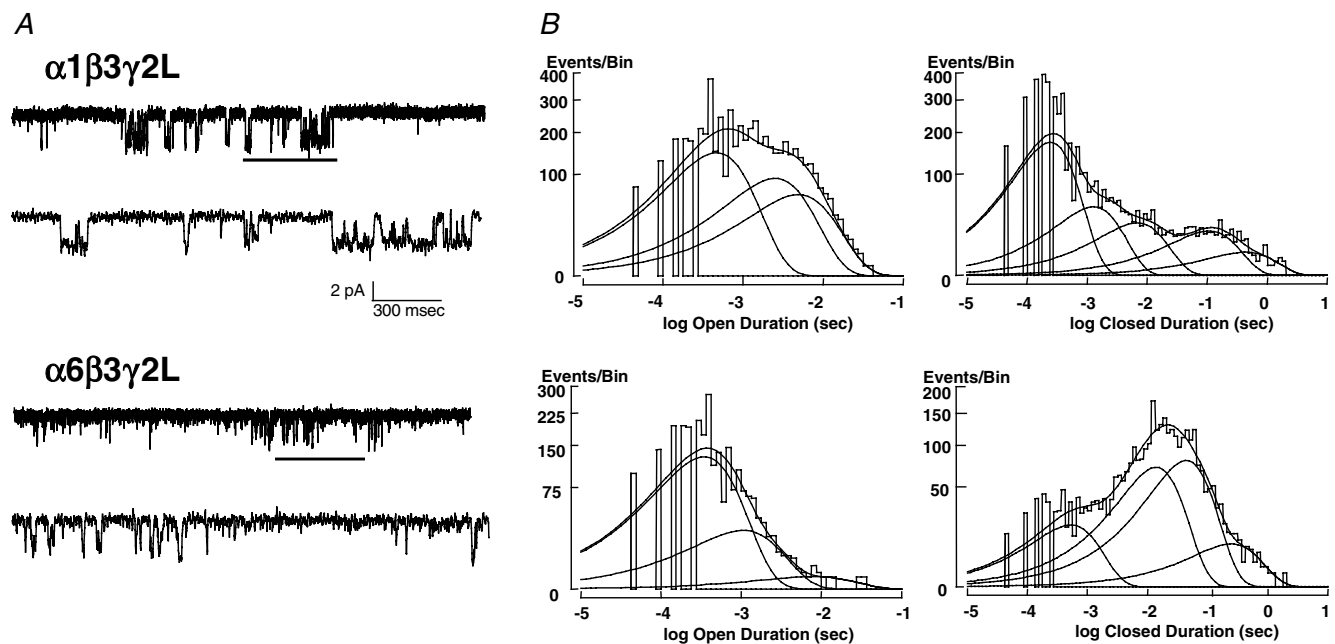 A
α1β3γ2L
2 pA
300 msec
α6β3γ2L
B
Events/Bin
400
300
200
100
0
-5 -4 -3 -2 -1
log Open Duration (sec)
Events/Bin
400
300
200
100
0
-5 -4 -3 -2 -1 0 1
log Closed Duration (sec)
Events/Bin
300
225
150
75
0
-5 -4 -3 -2 -1
log Open Duration (sec)
Events/Bin
200
150
100
50
0
-5 -4 -3 -2 -1 0 1
log Closed Duration (sec)